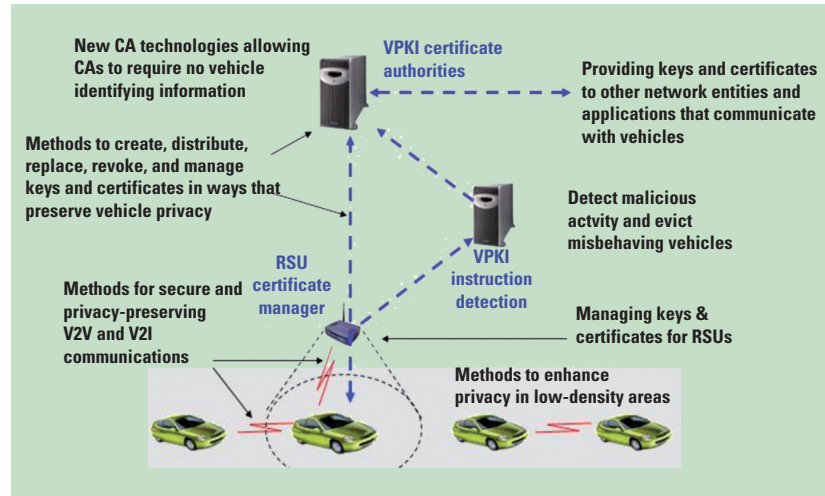 New CA technologies allowing
CAs to require no vehicle
identifying information
VPKI certificate
authorities
Providing keys and certificates
to other network entities and
applications that communicate
with vehicles
Methods to create, distribute,
replace, revoke, and manage
keys and certificates in ways that
preserve vehicle privacy
Detect malicious
actvity and evict
misbehaving vehicles
RSU
certificate
manager
VPKI
instruction
detection
Methods for secure and
privacy-preserving
V2V and V2I
communications
Managing keys &
certificates for RSUs
Methods to enhance
privacy in low-density areas